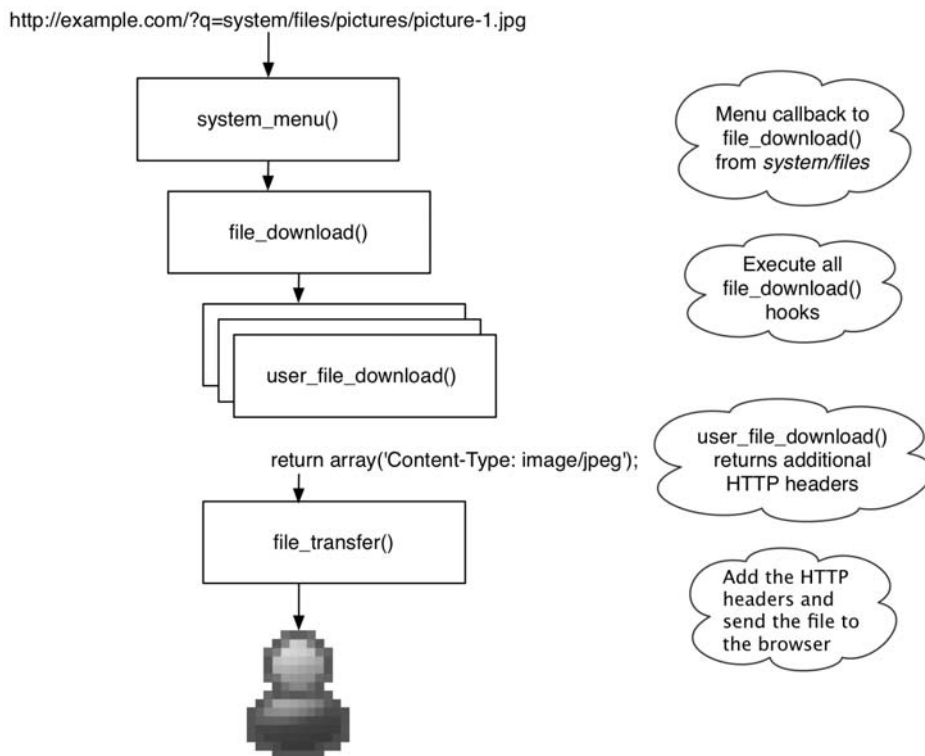 http://example.com/?q=system/files/pictures/picture-1.jpg
system_menu()
Menu callback to
file_download()
from system/files
file_download()
Execute all
file_download()
hooks
user_file_download()
user_file_download()
returns additional
HTTP headers
return array('Content-Type: image/jpeg');
file_transfer()
Add the HTTP
headers and
send the file to
the browser